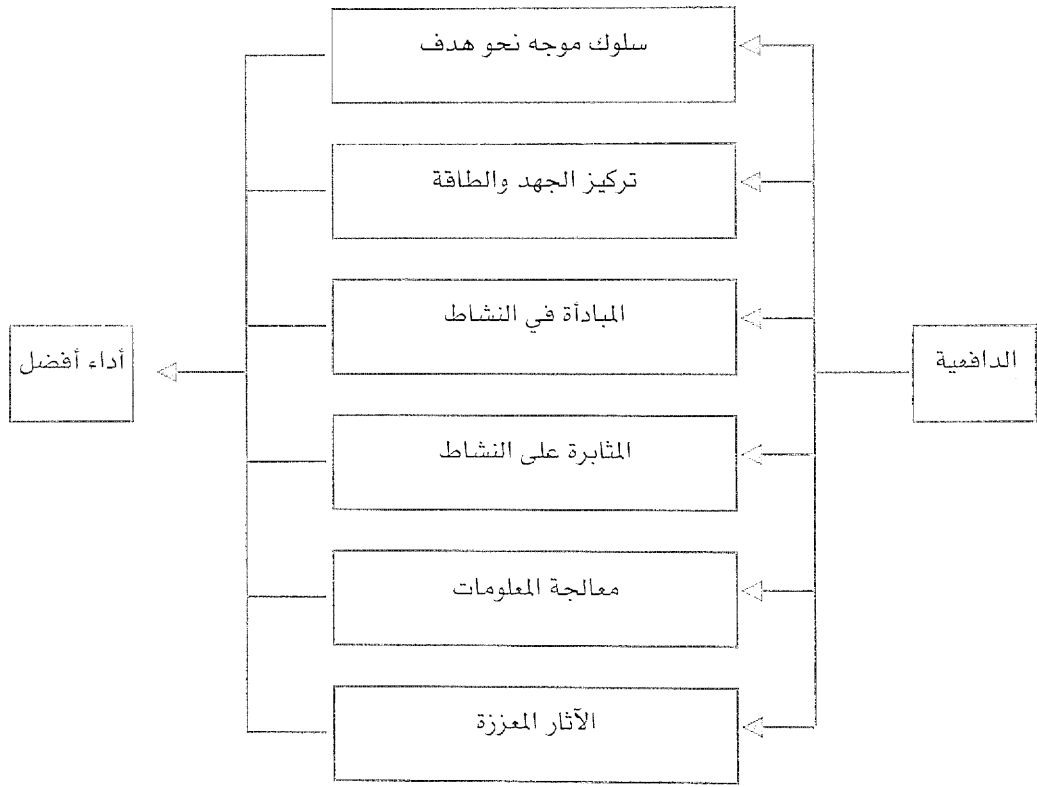 سلوك موجه نحو هدف
تركيز الجهد والطاقة
المبادأة في النشاط
الدافعية
أداء أفضل
المثابرة على النشاط
معالجة المعلومات
الآثار المعززة